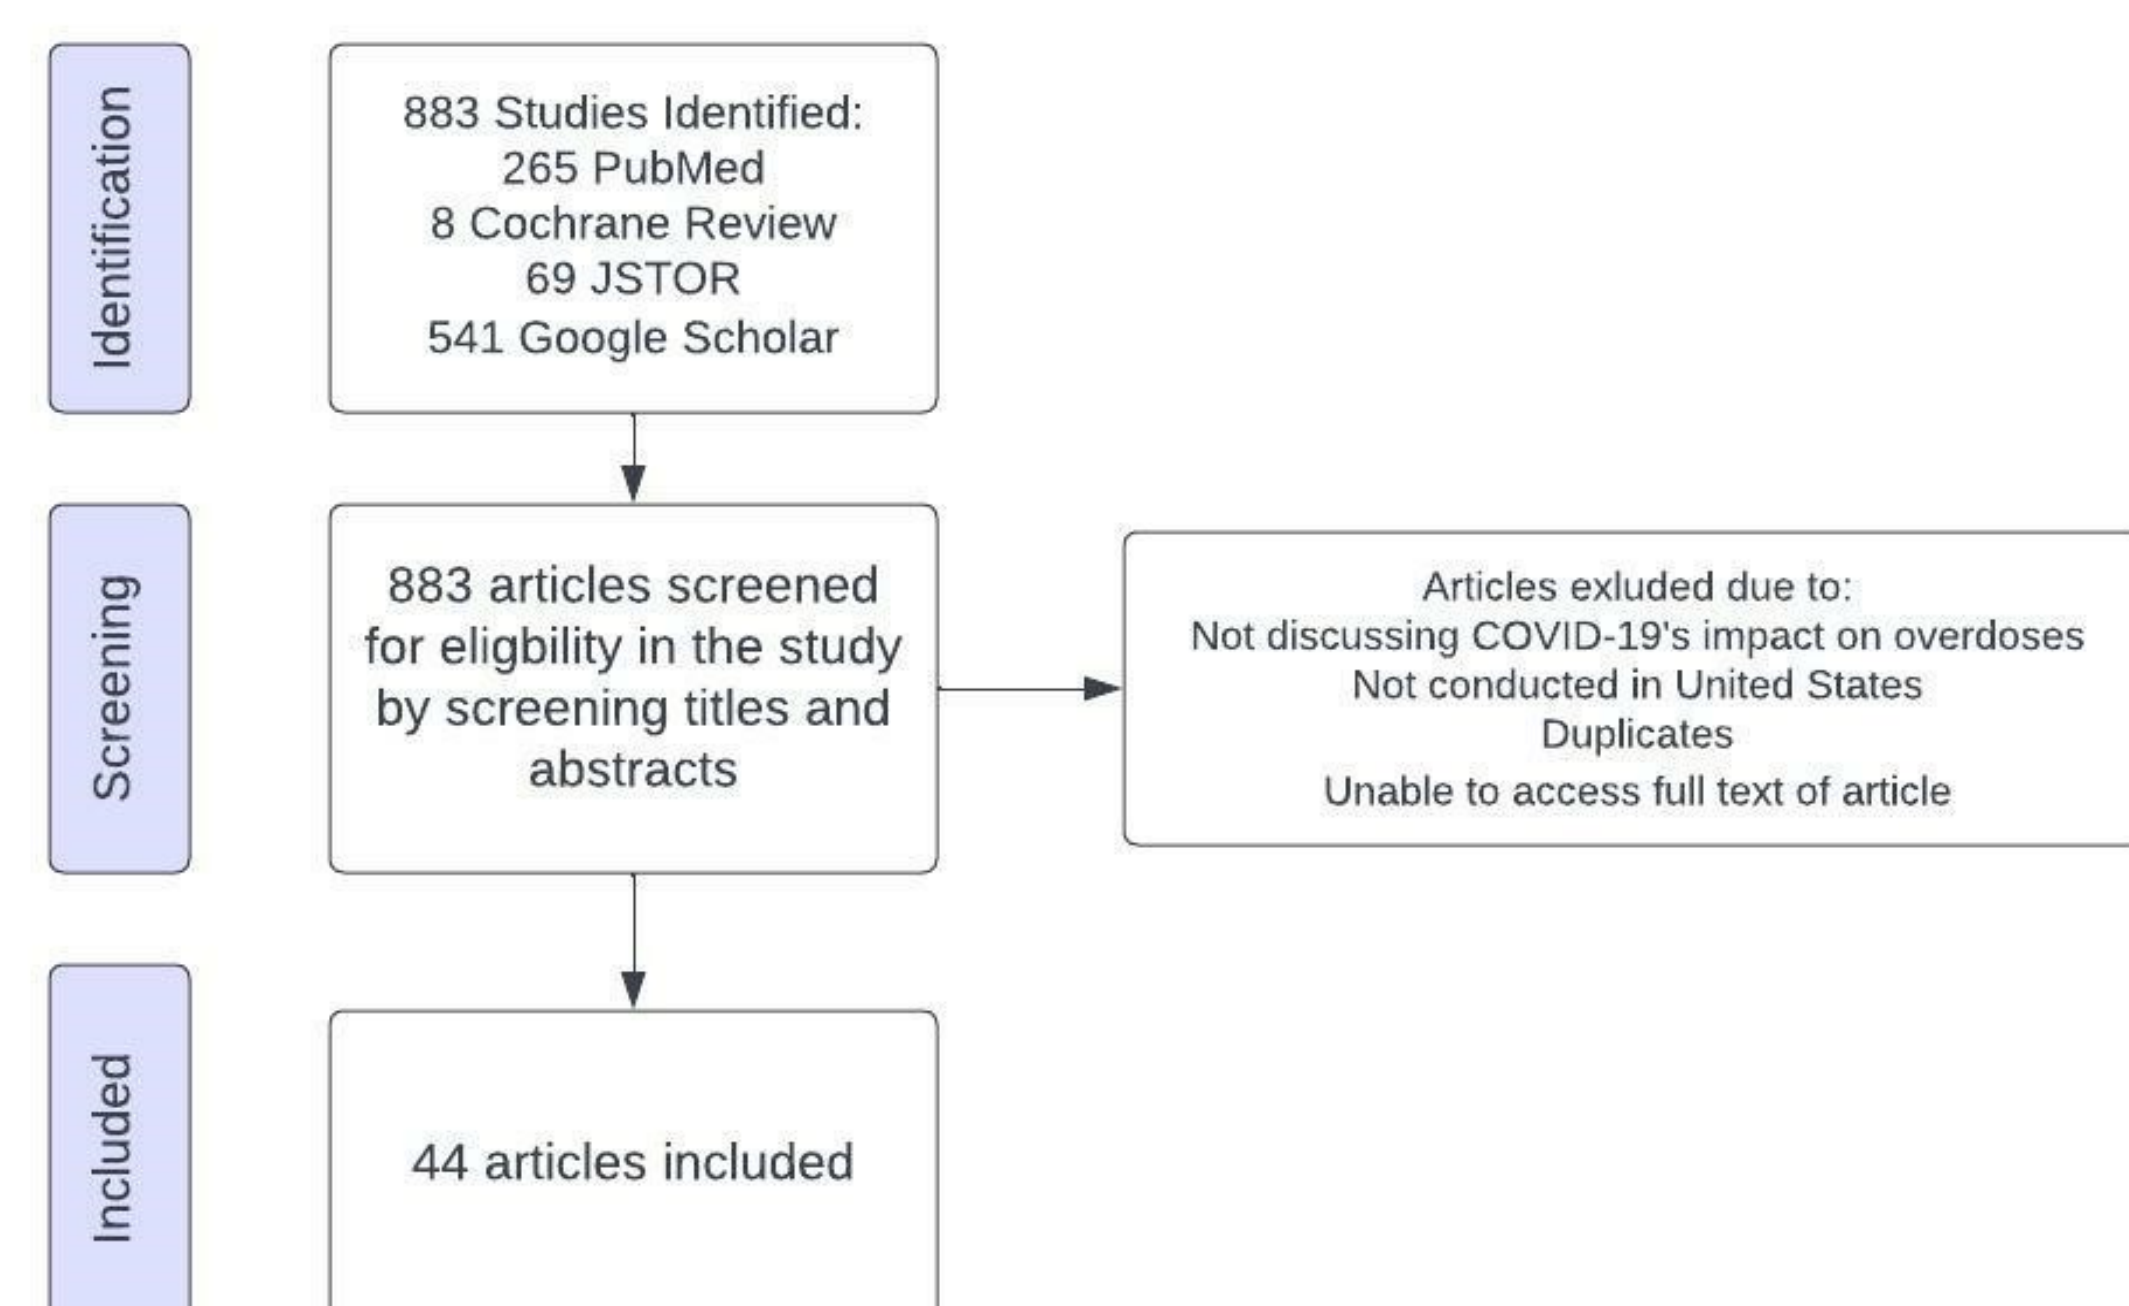 Identification
883 Studies Identified:
265 PubMed
8 Cochrane Review
69 JSTOR
541 Google Scholar
Screening
883 articles screened
for eligbility in the study
by screening titles and
abstracts
Articles exluded due to:
Not discussing COVID-19's impact on overdoses
Not conducted in United States
Duplicates
Unable to access full text of article
Included
44 articles included